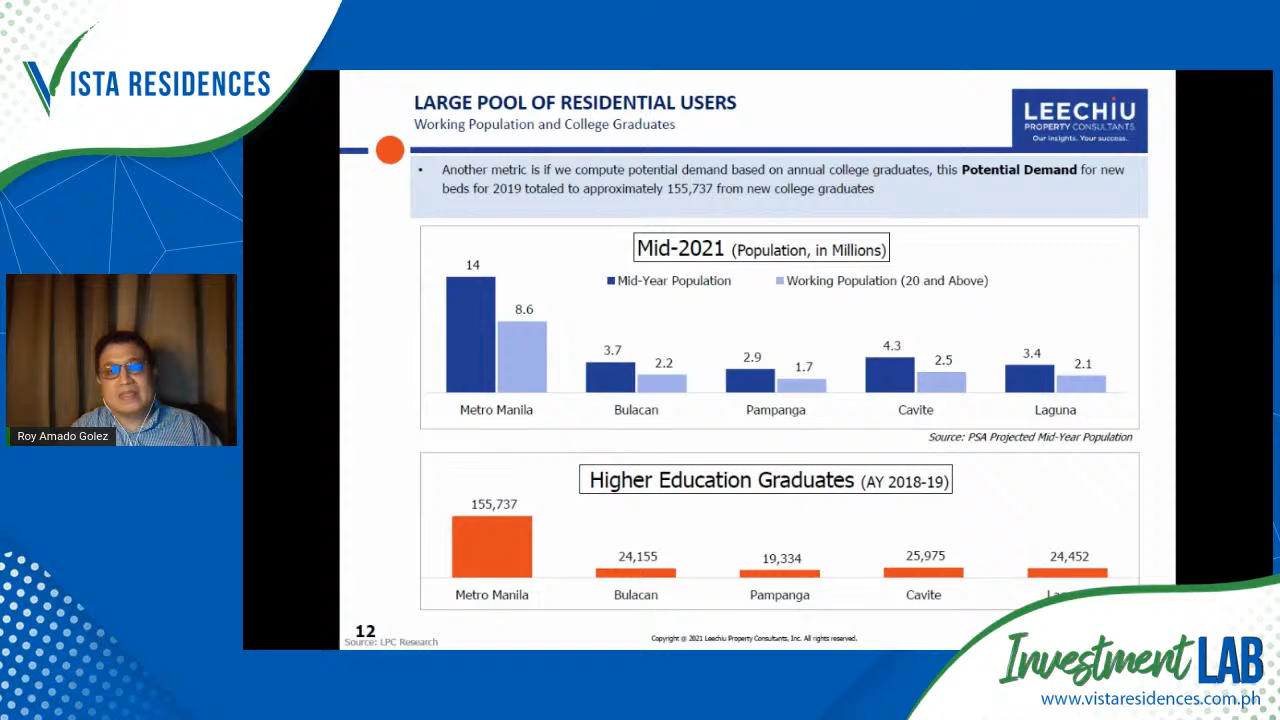 VISTA RESIDENCES
LARGE POOL OF RESIDENTIAL USERS
Working Population and College Graduates
LEECHIU
PROPERTY CONSULTANTS.
Our insights. Your success.
• Another metric is if we compute potential demand based on annual college graduates, this Potential Demand for new
beds for 2019 totaled to approximately 155,737 from new college graduates
Mid-2021 (Population, in Millions)
Mid-Year Population
Working Population (20 and Above)
14
8.6
3.7
2.2
2.9
1.7
4.3
2.5
3.4
2.1
Metro Manila
Bulacan
Pampanga
Cavite
Laguna
Source: PSA Projected Mid-Year Population
Roy Amado Golez
Higher Education Graduates (AY 2018-19)
155,737
24,155
19,334
25,975
24,452
Metro Manila
Bulacan
Pampanga
Cavite
12
Source: LPC Research
Copyright @ 2021 Leechiu Property Consultants, Inc. All rights reserved.
Investment LAB
www.vistaresidences.com.ph